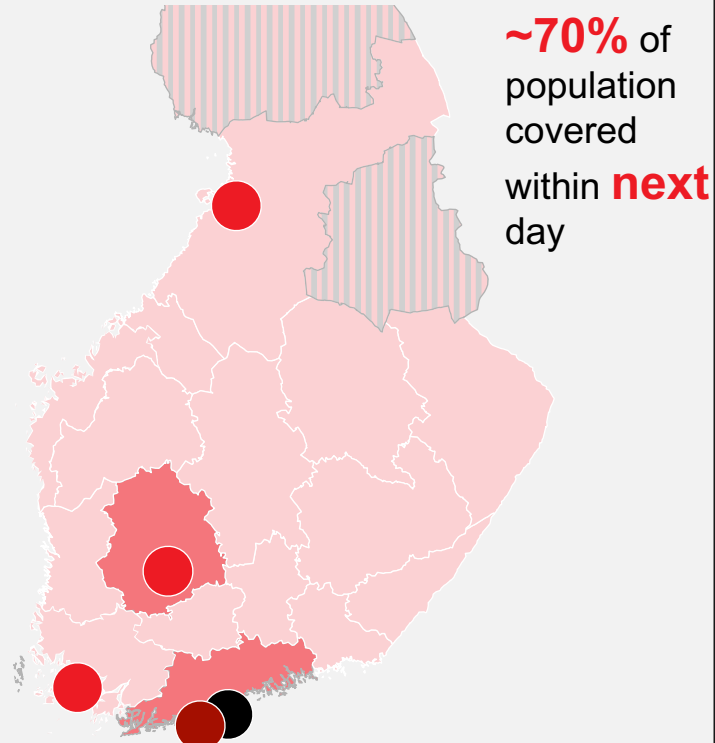 ~70% of
population
covered
within next
day